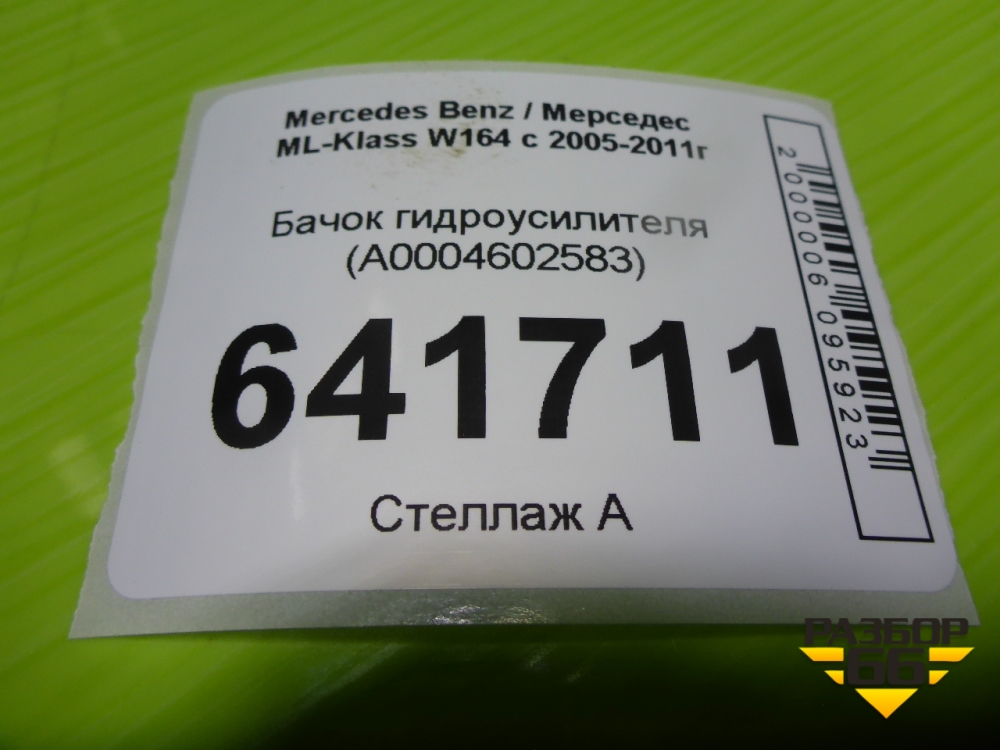 Mercedes Benz / Мерседес
ML-Klass W164 с 2005-2011г
Бачок гидроусилителя
(A0004602583)
641711
Стеллаж А
2000006095923
РАЗБОР
66